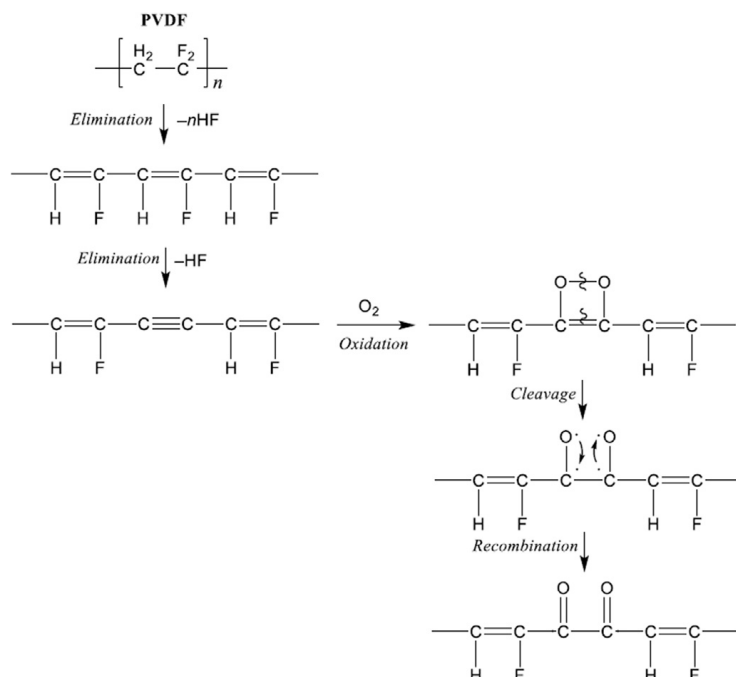 PVDF
H2 F2
C C n
Elimination –nHF
C C C C C C
H F H F H F
Elimination –HF
C C C C C C
H F H F
O2
Oxidation
O O
C C C C C C
H F H F
Cleavage
O O
C C C C C C
H F H F
Recombination
O O
C C C C C C
H F H F